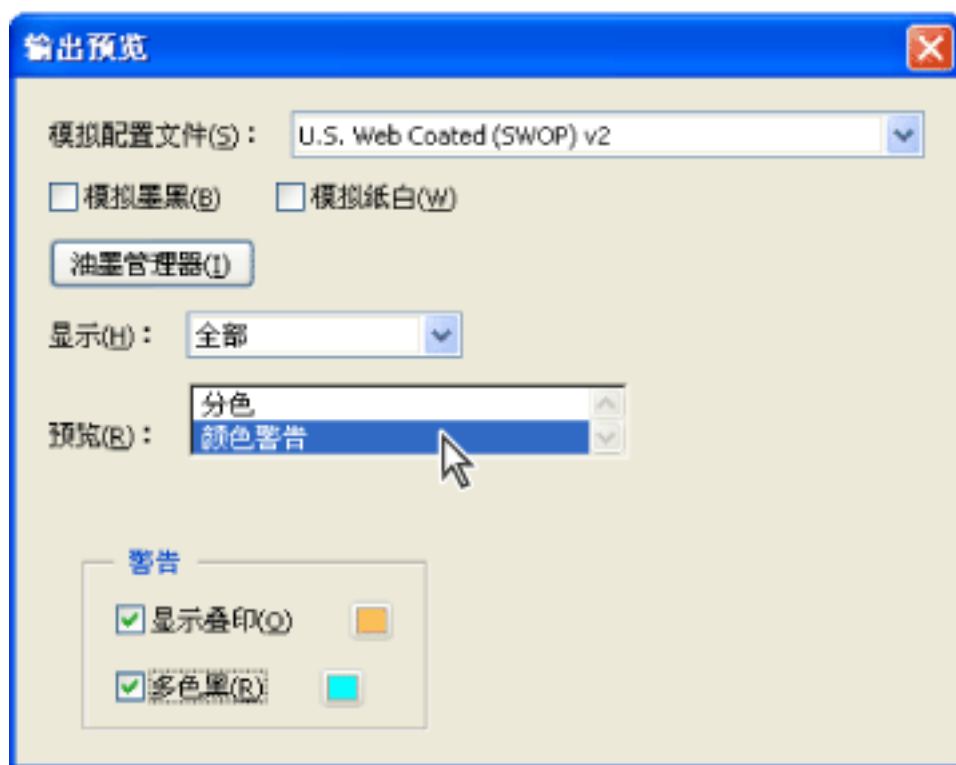 输出预览
模拟配置文件(S)： U.S. Web Coated (SWOP) v2
模拟墨黑(B) 模拟纸白(W)
油墨管理器(I)
显示(H)： 全部
分色
预览(R)： 颜色警告
警告
显示叠印(O)
多色黑(R)